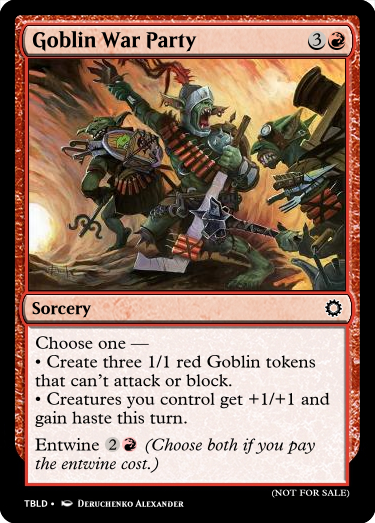 Goblin War Party 3
Sorcery
Choose one —
• Create three 1/1 red Goblin tokens
that can't attack or block.
• Creatures you control get +1/+1 and
gain haste this turn.
Entwine 2 (Choose both if you pay
the entwine cost.)
(NOT FOR SALE)
TBLD • Deruchenko Alexander